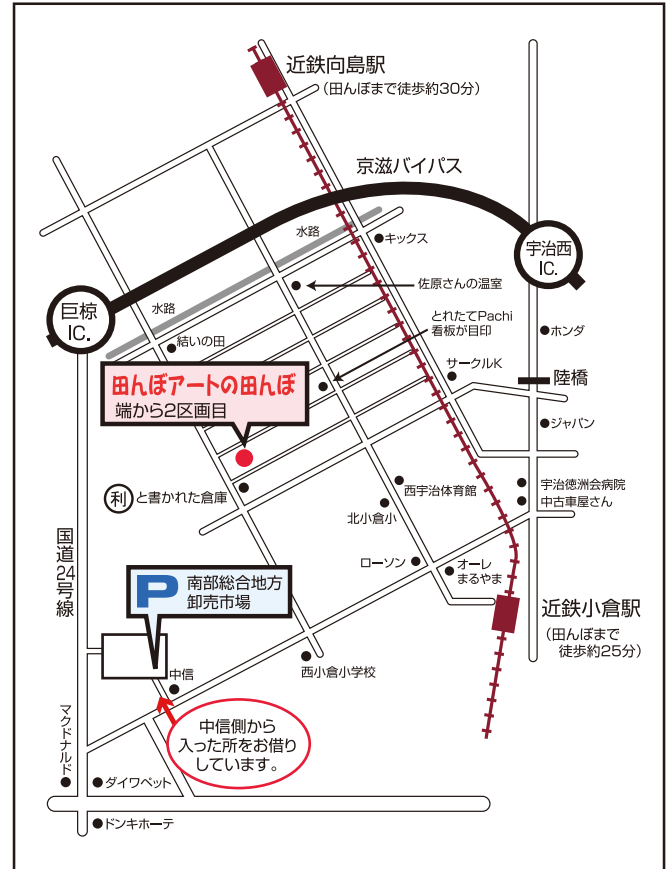 近鉄向島駅
（田んぼまで徒歩約30分）
京滋バイパス
水路
キックス
宇治西
IC.
佐原さんの温室
巨椋
IC.
水路
とれたてPachi
看板が目印
結いの田
ホンダ
サークルK
陸橋
田んぼアートの田んぼ
端から2区画目
ジャパン
西宇治体育館
宇治徳洲会病院
中古車屋さん
利と書かれた倉庫
北小倉小
国道24号線
ローソン
オーレ
まるやま
P 南部総合地方
卸売市場
近鉄小倉駅
（田んぼまで
徒歩約25分）
西小倉小学校
中信
中信側から
入った所をお借り
しています。
マクドナルド
ダイワペット
ドンキホーテ